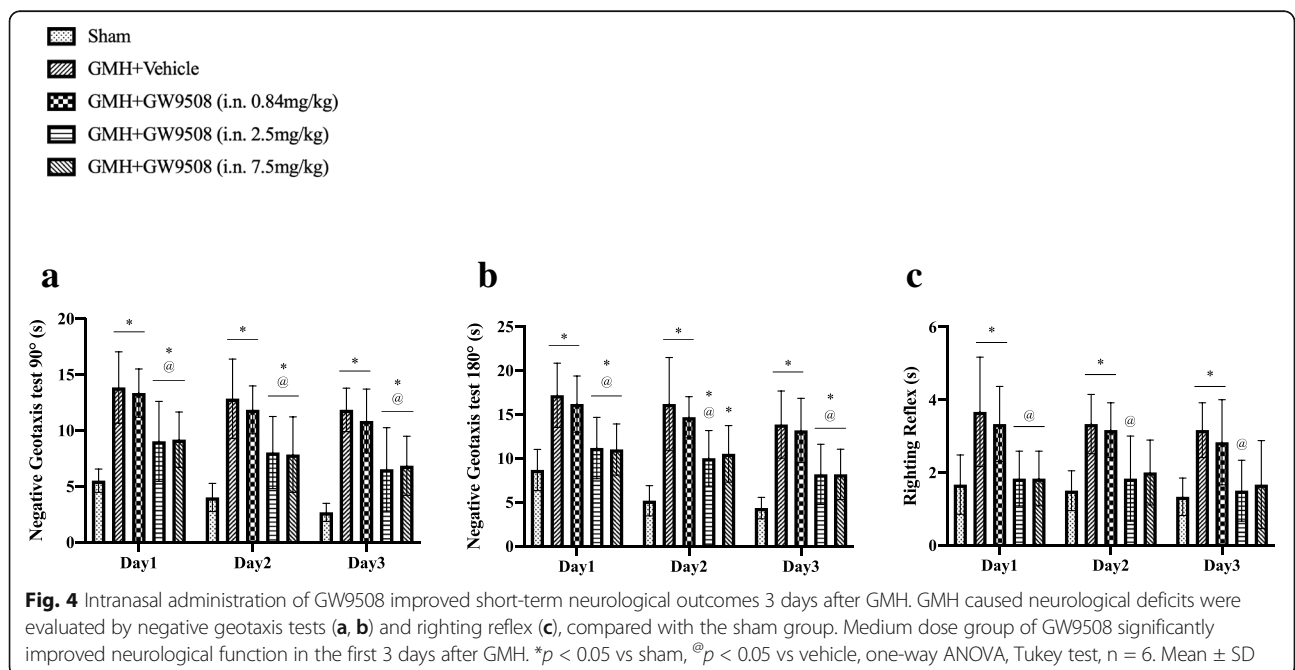 Sham
GMH+Vehicle
GMH+GW9508 (i.n. 0.84mg/kg)
GMH+GW9508 (i.n. 2.5mg/kg)
GMH+GW9508 (i.n. 7.5mg/kg)
a
Negative Geotaxis test 90° (s)
20
15
10
5
0
*
*
@
*
*
@
*
*
@
Day1 Day2 Day3
b
Negative Geotaxis test 180° (s)
25
20
15
10
5
0
*
*
@
*
*
@
*
*
*
@
Day1 Day2 Day3
c
Righting Reflex (s)
6
4
2
0
*
@
*
@
*
@
Day1 Day2 Day3
Fig. 4 Intranasal administration of GW9508 improved short-term neurological outcomes 3 days after GMH. GMH caused neurological deficits were
evaluated by negative geotaxis tests (a, b) and righting reflex (c), compared with the sham group. Medium dose group of GW9508 significantly
improved neurological function in the first 3 days after GMH. *p < 0.05 vs sham, @p < 0.05 vs vehicle, one-way ANOVA, Tukey test, n = 6. Mean ± SD